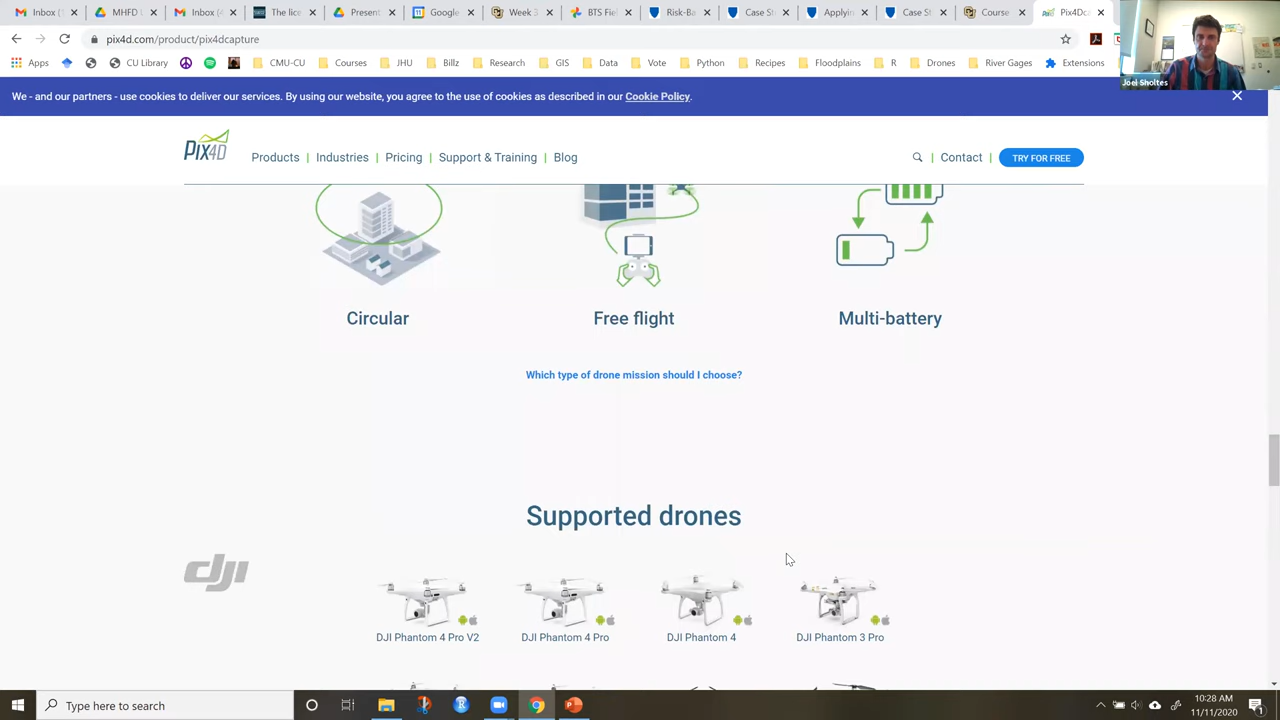 Inbox (1
MHFD W
Inbox (4
The lice
Present
Google
Week 3
BTS Fiel
Risk-
Case St
Applyin
Case St
Course
Pix4Dca
pix4d.com/product/pix4dcapture
Apps
CU Library
CMU-CU
Courses
JHU
Billz
Research
GIS
Data
Vote
Python
Recipes
Floodplains
R
Drones
River Gages
Extensions
Joel Sholtes
We - and our partners - use cookies to deliver our services. By using our website, you agree to the use of cookies as described in our Cookie Policy.
PIX4D
Products | Industries | Pricing | Support & Training | Blog
| Contact | TRY FOR FREE
Circular
Free flight
Multi-battery
Which type of drone mission should I choose?
Supported drones
dji
DJI Phantom 4 Pro V2
DJI Phantom 4 Pro
DJI Phantom 4
DJI Phantom 3 Pro
Type here to search
10:28 AM
11/11/2020
1